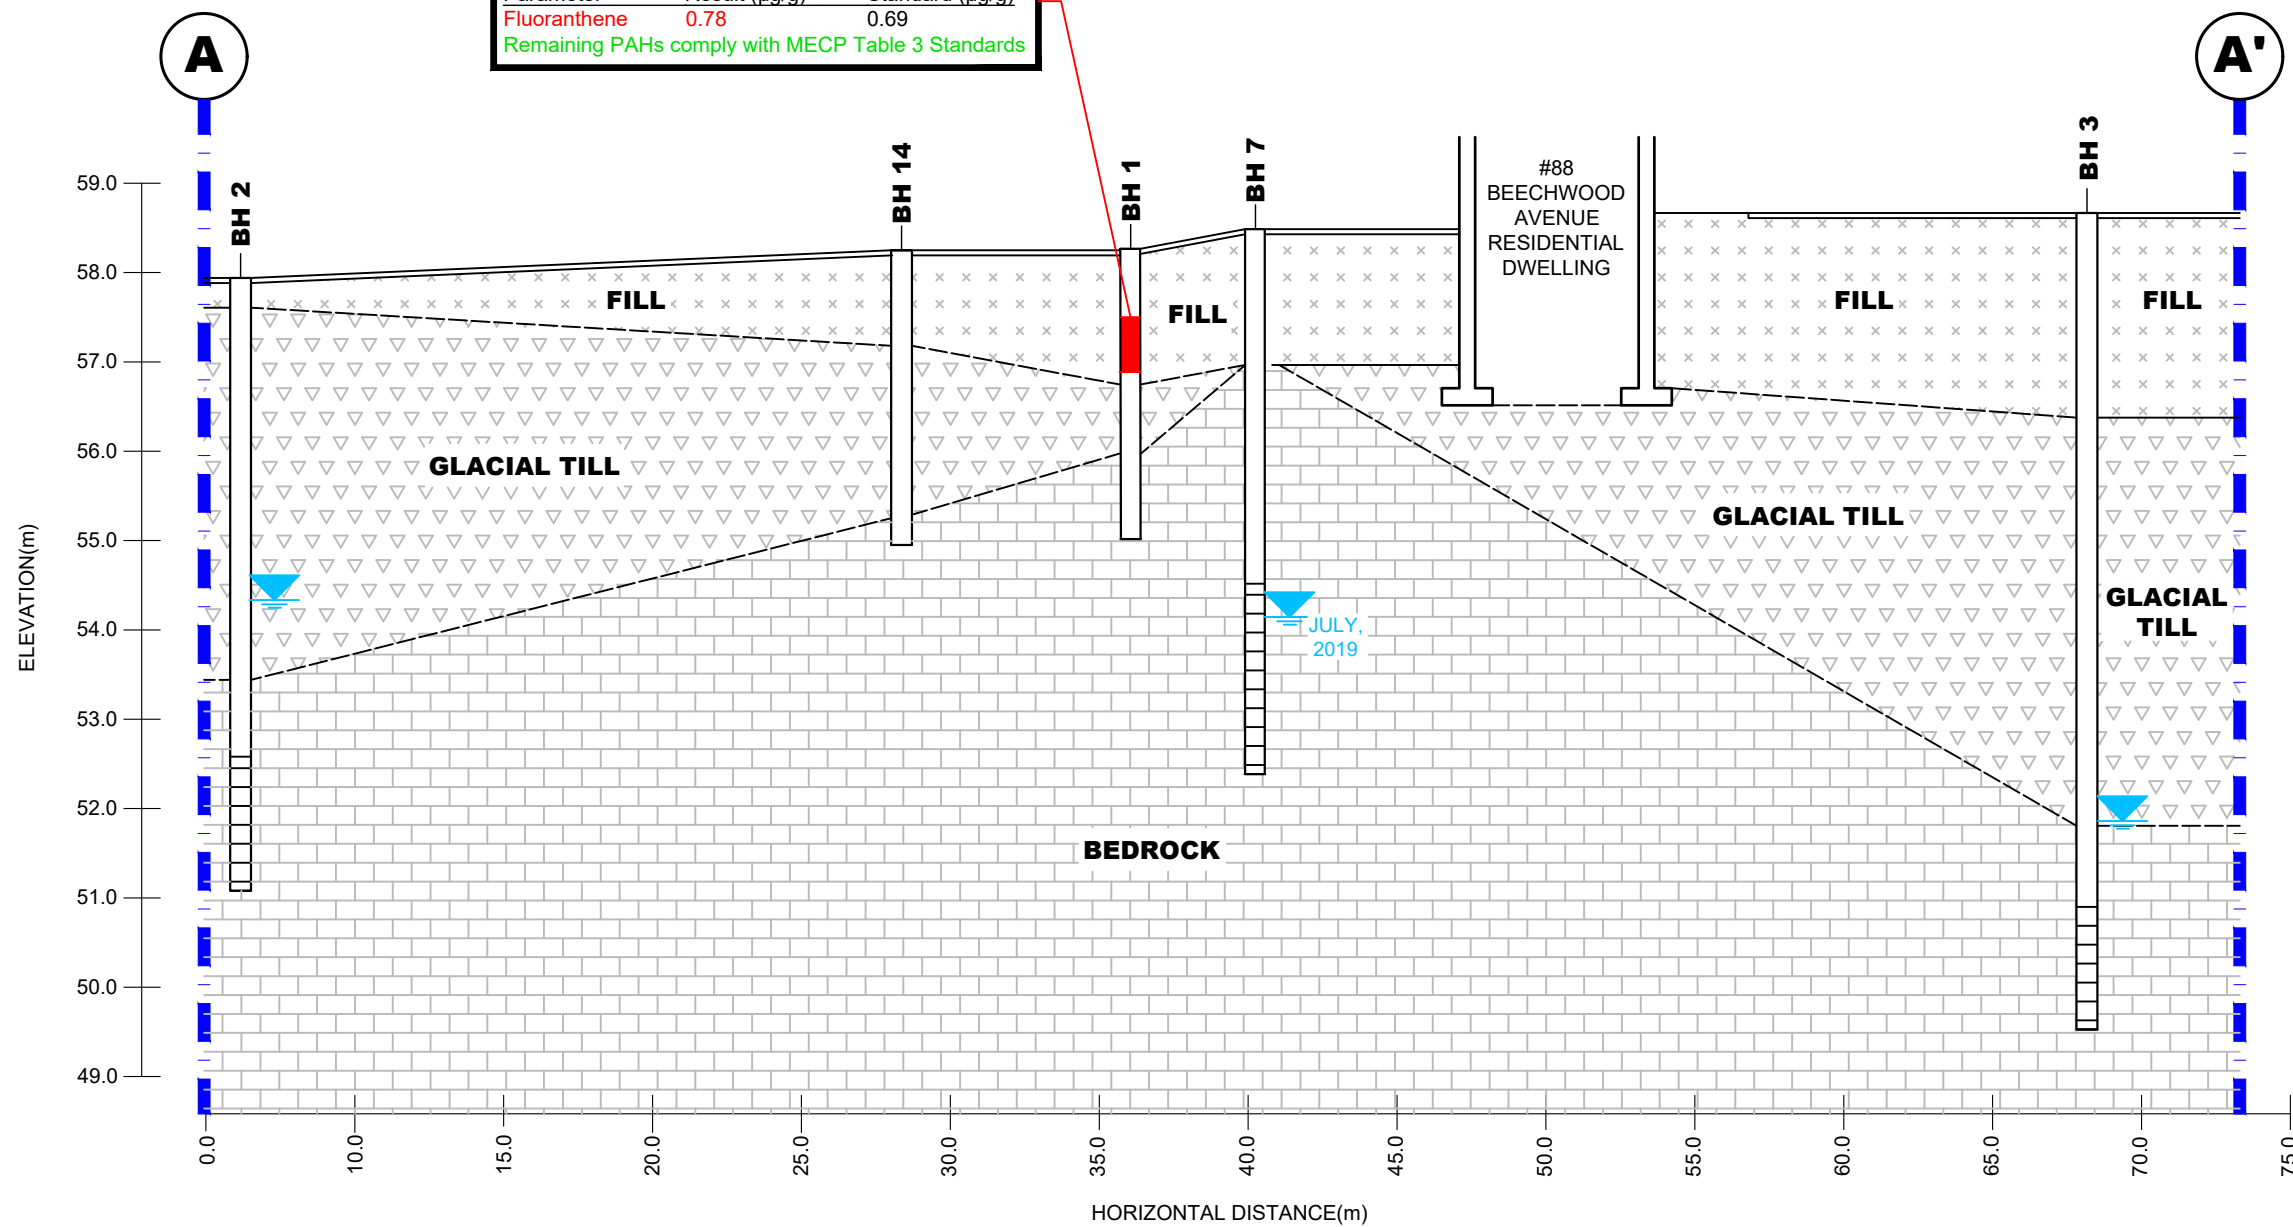 Parameter Result (µg/g) Standard (µg/g)
Fluoranthene 0.78 0.69
Remaining PAHs comply with MECP Table 3 Standards
A
A'
BH 2
BH 14
BH 1
BH 7
BH 3
#88
BEECHWOOD
AVENUE
RESIDENTIAL
DWELLING
59.0
58.0
57.0
56.0
55.0
54.0
53.0
52.0
51.0
50.0
49.0
ELEVATION(m)
FILL
FILL
FILL
FILL
GLACIAL TILL
GLACIAL TILL
GLACIAL
TILL
JULY,
2019
BEDROCK
0.0
10.0
15.0
20.0
25.0
30.0
35.0
40.0
45.0
50.0
55.0
60.0
65.0
70.0
75.0
HORIZONTAL DISTANCE(m)